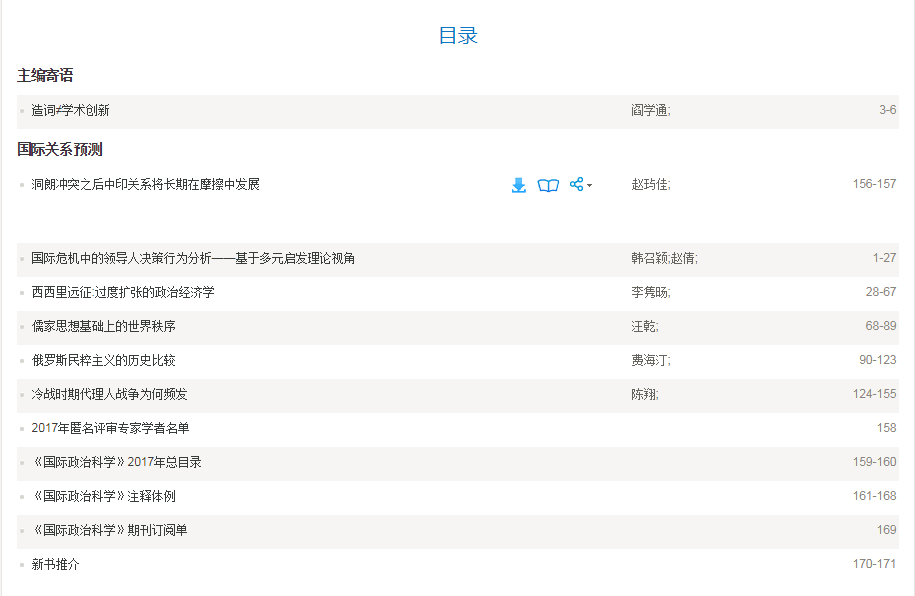 目录
主编寄语
造词≠学术创新 阎学通; 3-6
国际关系预测
洞朗冲突之后中印关系将长期在摩擦中发展 赵玙佳; 156-157
国际危机中的领导人决策行为分析——基于多元启发理论视角 韩召颖;赵倩; 1-27
西西里远征:过度扩张的政治经济学 李隽旸; 28-67
儒家思想基础上的世界秩序 汪乾; 68-89
俄罗斯民粹主义的历史比较 费海汀; 90-123
冷战时期代理人战争为何频发 陈翔; 124-155
2017年匿名评审专家学者名单 158
《国际政治科学》2017年总目录 159-160
《国际政治科学》注释体例 161-168
《国际政治科学》期刊订阅单 169
新书推介 170-171